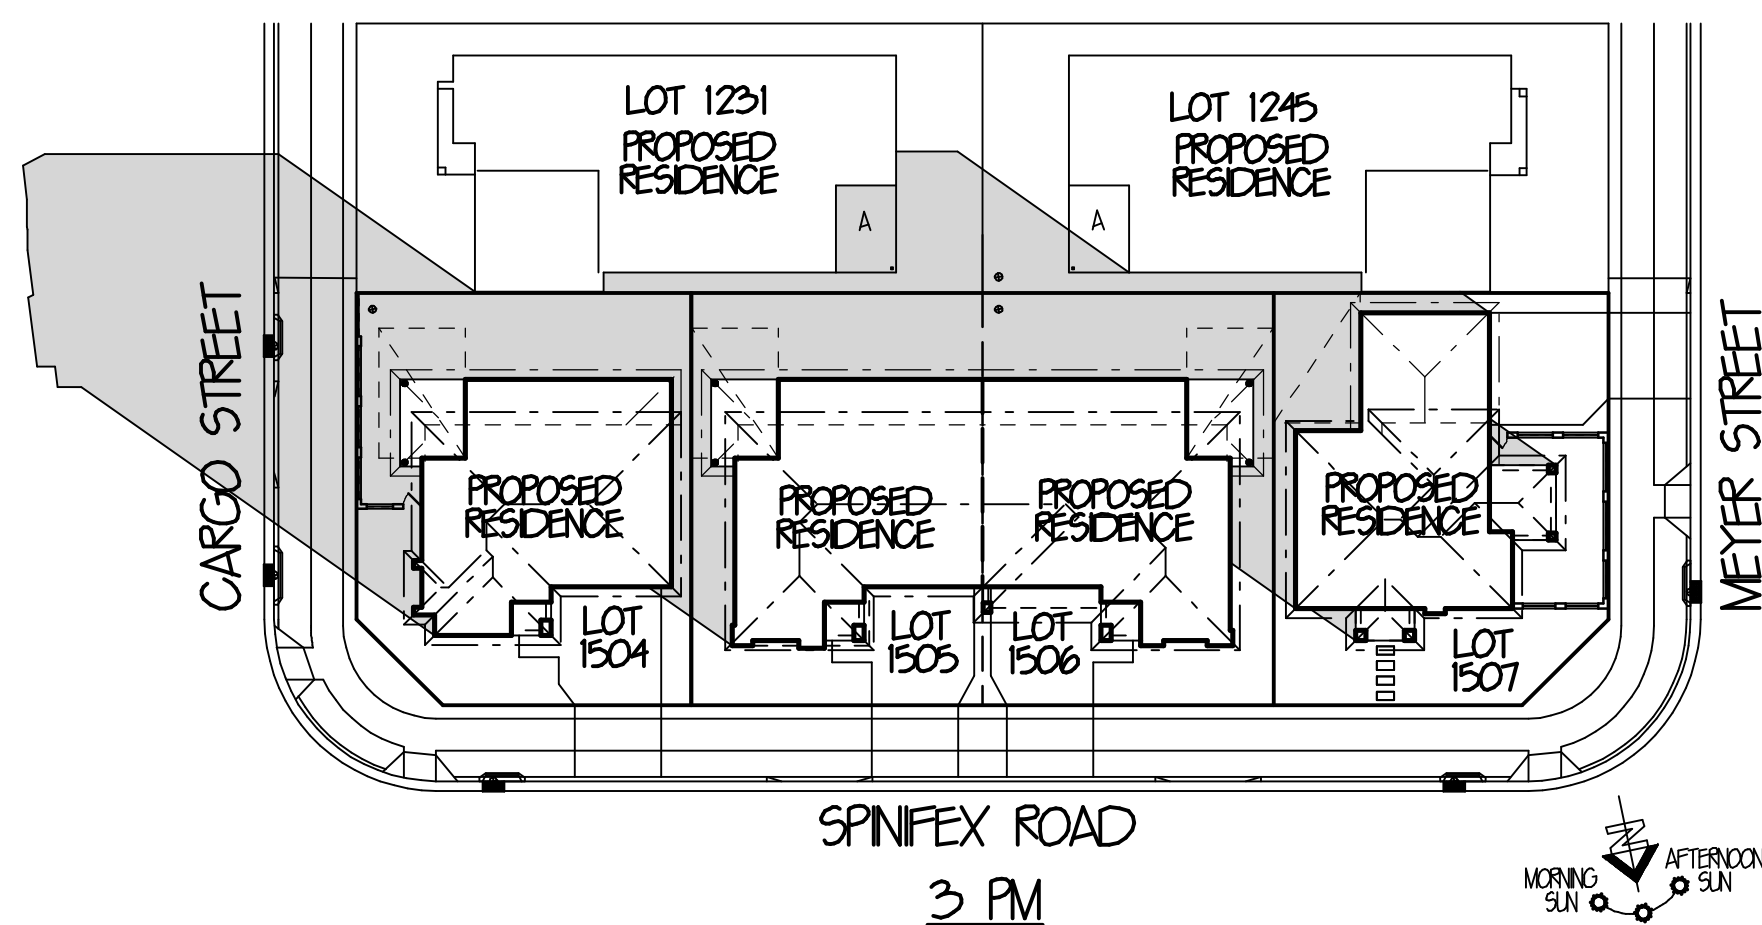 LOT 1231
PROPOSED
RESIDENCE
LOT 1245
PROPOSED
RESIDENCE
A
A
CARGO STREET
MEYER STREET
PROPOSED
RESIDENCE
PROPOSED
RESIDENCE
PROPOSED
RESIDENCE
PROPOSED
RESIDENCE
LOT
1504
LOT
1505
LOT
1506
LOT
1507
SPINIFEX ROAD
3 PM
N
MORNING
SUN
AFTERNOON
SUN